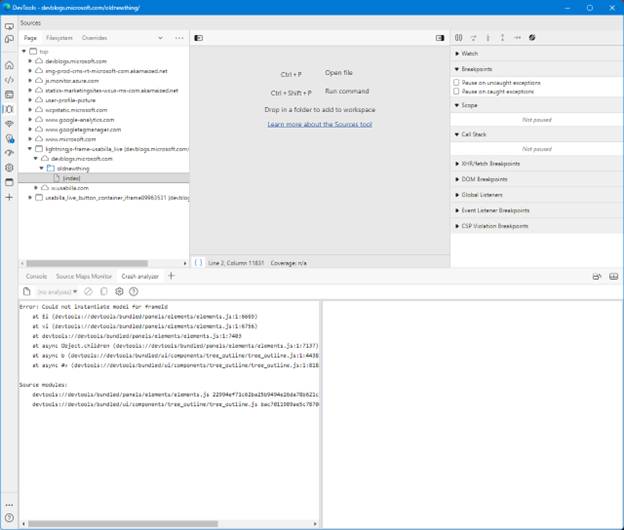 DevTools - devblogs.microsoft.com/oldnewthing/
Sources
Page Filesystem Overrides
top
devblogs.microsoft.com
img-prod-cms-rt-microsoft-com.akamaized.net
js.monitor.azure.com
statics-marketingsites-wcus-ms-com.akamaized.net
user-profile-picture
wcpstatic.microsoft.com
www.google-analytics.com
www.googletagmanager.com
www.microsoft.com
lightningjs-frame-usabilla_live (devblogs.microsoft.com/
devblogs.microsoft.com
oldnewthing
(index)
w.usabilla.com
usabilla_live_button_container_iframe09963531 (devblog
Ctrl + P Open file
Ctrl + Shift + P Run command
Drop in a folder to add to workspace
Learn more about the Sources tool
{ } Line 2, Column 11831 Coverage: n/a
Watch
Breakpoints
Pause on uncaught exceptions
Pause on caught exceptions
Scope
Not paused
Call Stack
Not paused
XHR/fetch Breakpoints
DOM Breakpoints
Global Listeners
Event Listener Breakpoints
CSP Violation Breakpoints
Console Source Maps Monitor Crash analyzer
(no analyses)
Error: Could not instantiate model for frameId
at Ei (devtools://devtools/bundled/panels/elements/elements.js:1:6669)
at vi (devtools://devtools/bundled/panels/elements/elements.js:1:6756)
at devtools://devtools/bundled/panels/elements/elements.js:1:7403
at async Object.children (devtools://devtools/bundled/panels/elements/elements.js:1:7137)
at async b (devtools://devtools/bundled/ui/components/tree_outline/tree_outline.js:1:4438
at async #v (devtools://devtools/bundled/ui/components/tree_outline/tree_outline.js:1:818
Source modules:
devtools://devtools/bundled/panels/elements/elements.js
devtools://devtools/bundled/ui/components/tree_outline/tree_outline.js